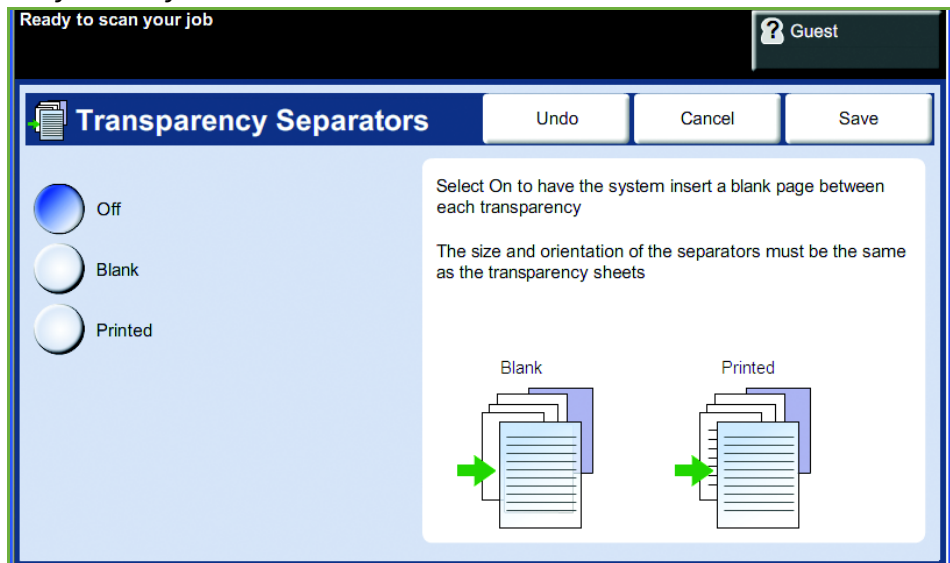 Ready to scan your job
Guest
Transparency Separators
Undo
Cancel
Save
Off
Blank
Printed
Select On to have the system insert a blank page between
each transparency
The size and orientation of the separators must be the same
as the transparency sheets
Blank
Printed